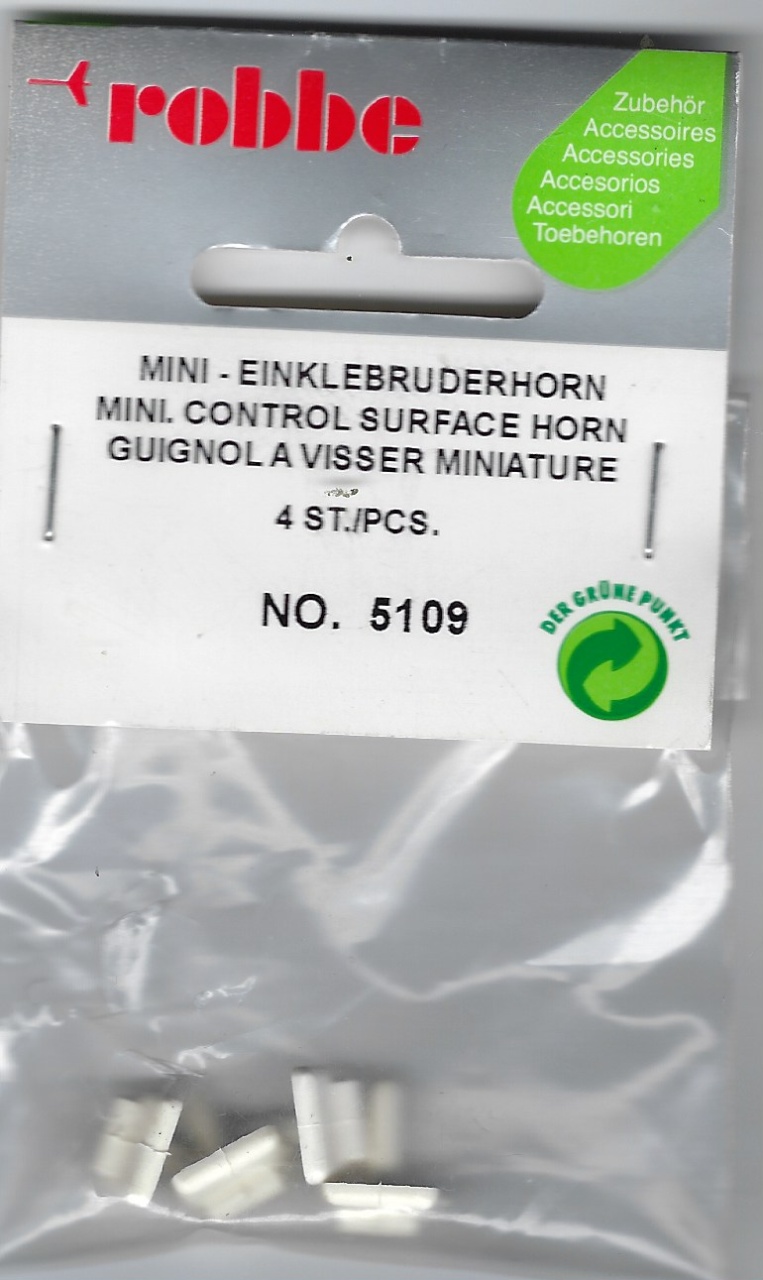 robbe
Zubehör
Accessoires
Accessories
Accesorios
Accessori
Toebehoren
MINI - EINKLEBRUDERHORN
MINI. CONTROL SURFACE HORN
GUIGNOL A VISSER MINIATURE
4 ST./PCS.
NO. 5109
DER GRÜNE PUNKT